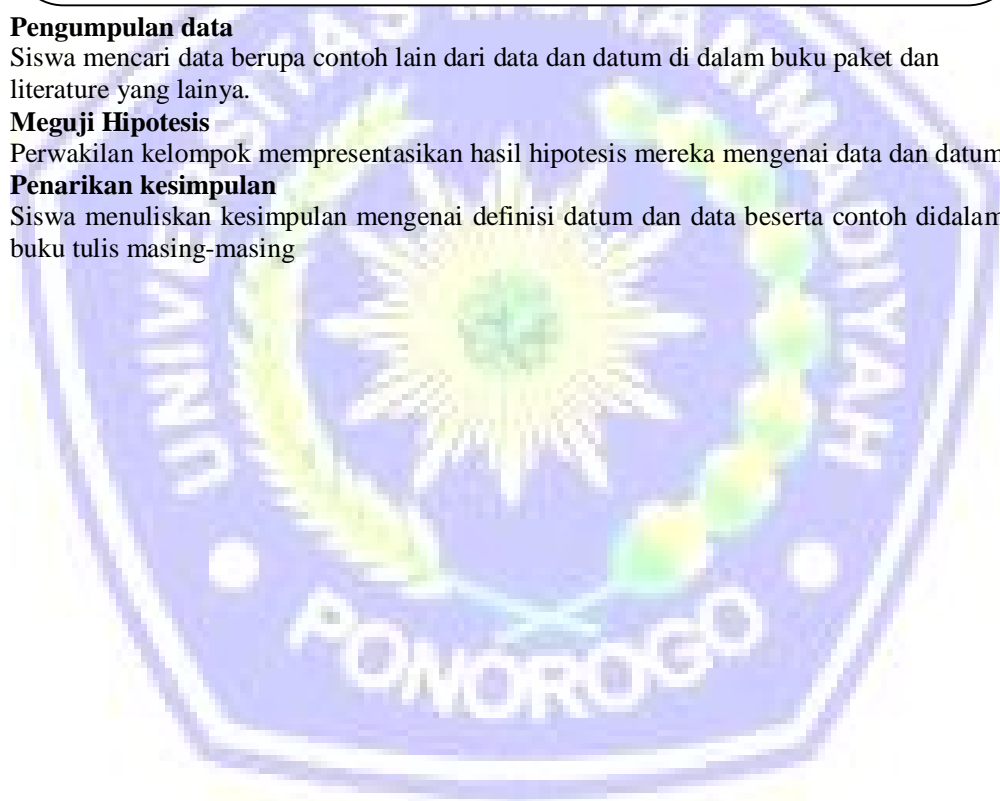 Pengumpulan data
Siswa mencari data berupa contoh lain dari data dan datum di dalam buku paket dan
literature yang lainya.
Meguji Hipotesis
Perwakilan kelompok mempresentasikan hasil hipotesis mereka mengenai data dan datum
Penarikan kesimpulan
Siswa menuliskan kesimpulan mengenai definisi datum dan data beserta contoh didalam
buku tulis masing-masing
UNIVERSITAS MUHAMMADIYAH
PONOROGO